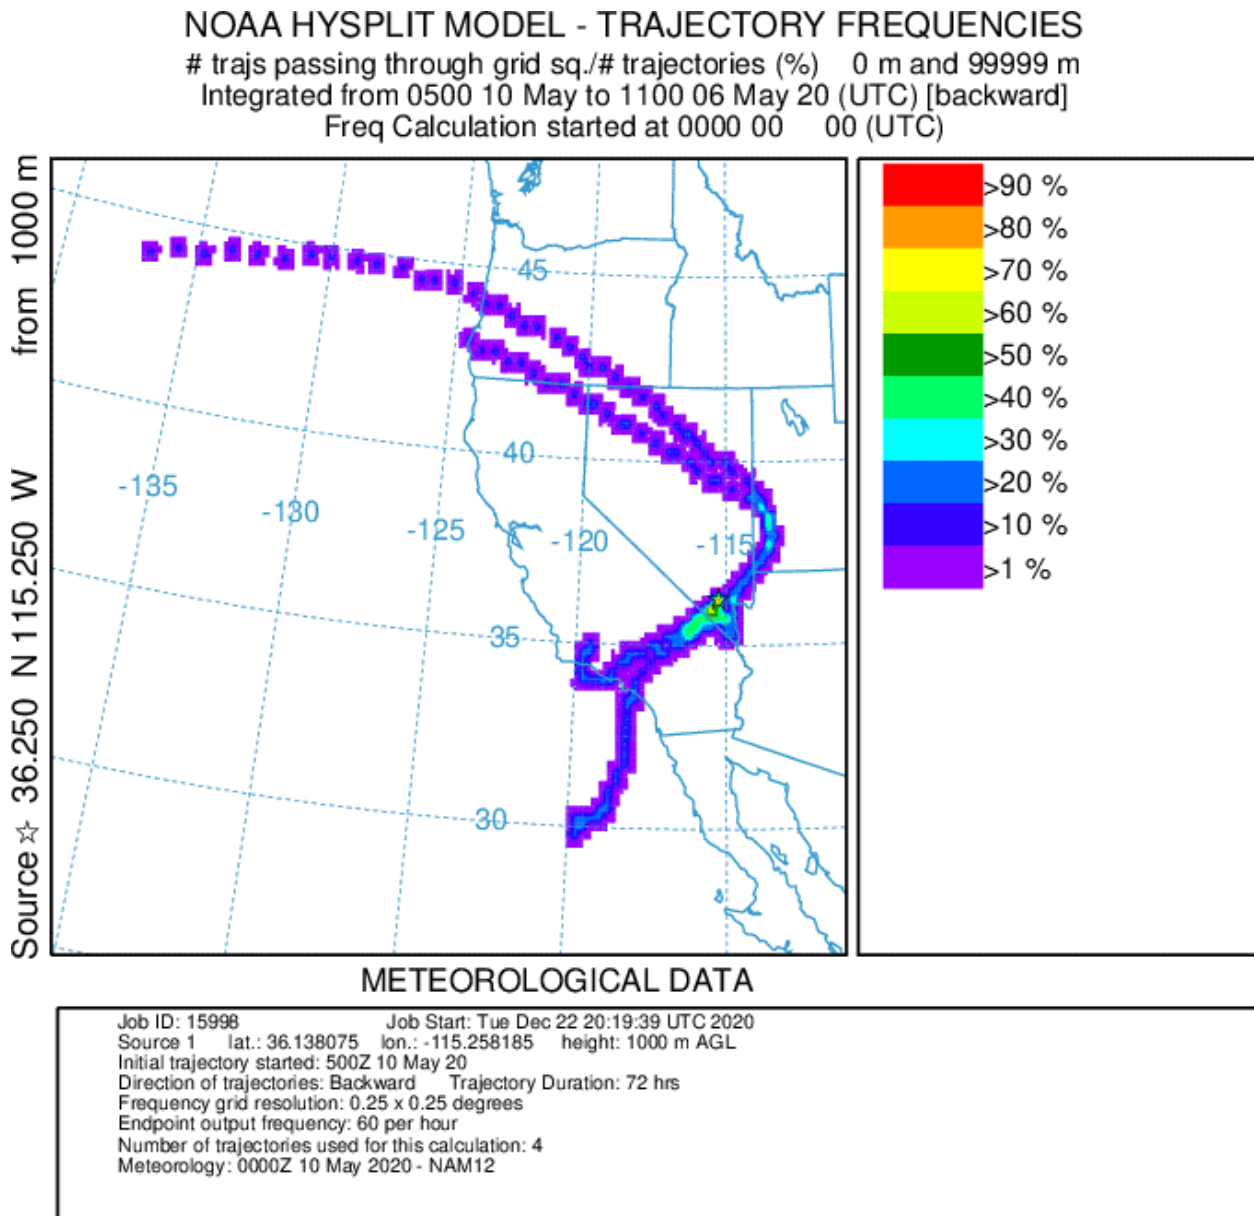 NOAA HYSPLIT MODEL - TRAJECTORY FREQUENCIES
# trajs passing through grid sq./# trajectories (%) 0 m and 99999 m
Integrated from 0500 10 May to 1100 06 May 20 (UTC) [backward]
Freq Calculation started at 0000 00 00 (UTC)
Source ☆ 36.250 N 115.250 W from 1000 m
45
40
-135
-130
-125
-120
-115
35
30
>90 %
>80 %
>70 %
>60 %
>50 %
>40 %
>30 %
>20 %
>10 %
>1 %
METEOROLOGICAL DATA
Job ID: 15998 Job Start: Tue Dec 22 20:19:39 UTC 2020
Source 1 lat.: 36.138075 lon.: -115.258185 height: 1000 m AGL
Initial trajectory started: 500Z 10 May 20
Direction of trajectories: Backward Trajectory Duration: 72 hrs
Frequency grid resolution: 0.25 x 0.25 degrees
Endpoint output frequency: 60 per hour
Number of trajectories used for this calculation: 4
Meteorology: 0000Z 10 May 2020 - NAM12